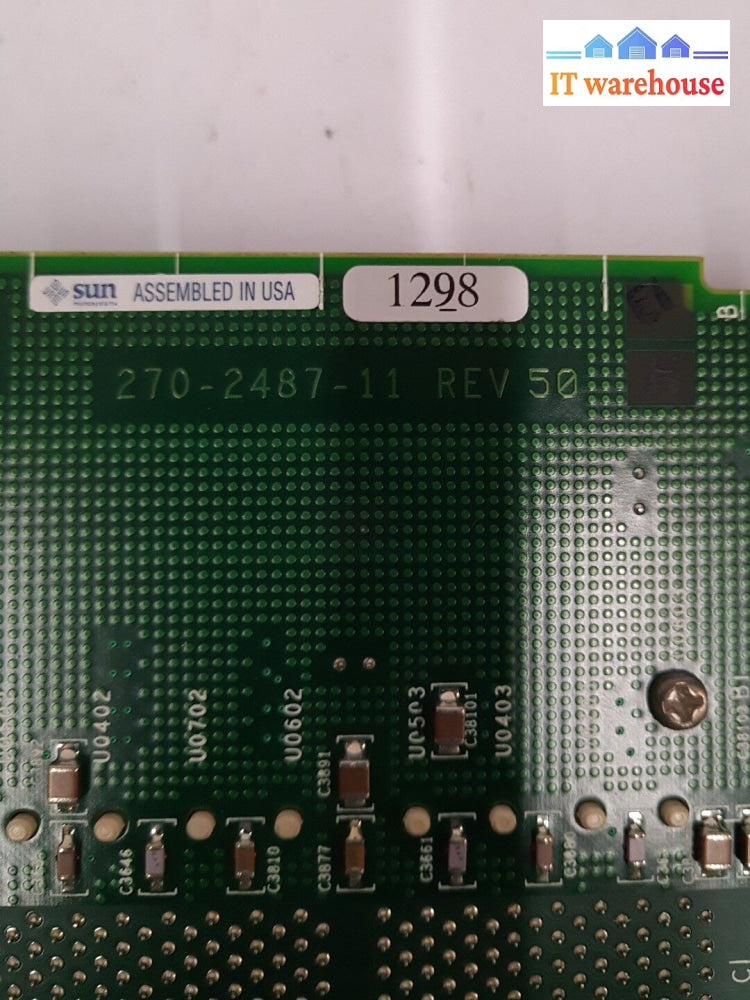 IT warehouse
sun ASSEMBLED IN USA
microsystems
1298
B
270-2487-11 REV 50
U0402
U0702
U0602
U0503
C38101
U0403
C3891
C3646
C3810
C3877
C3661